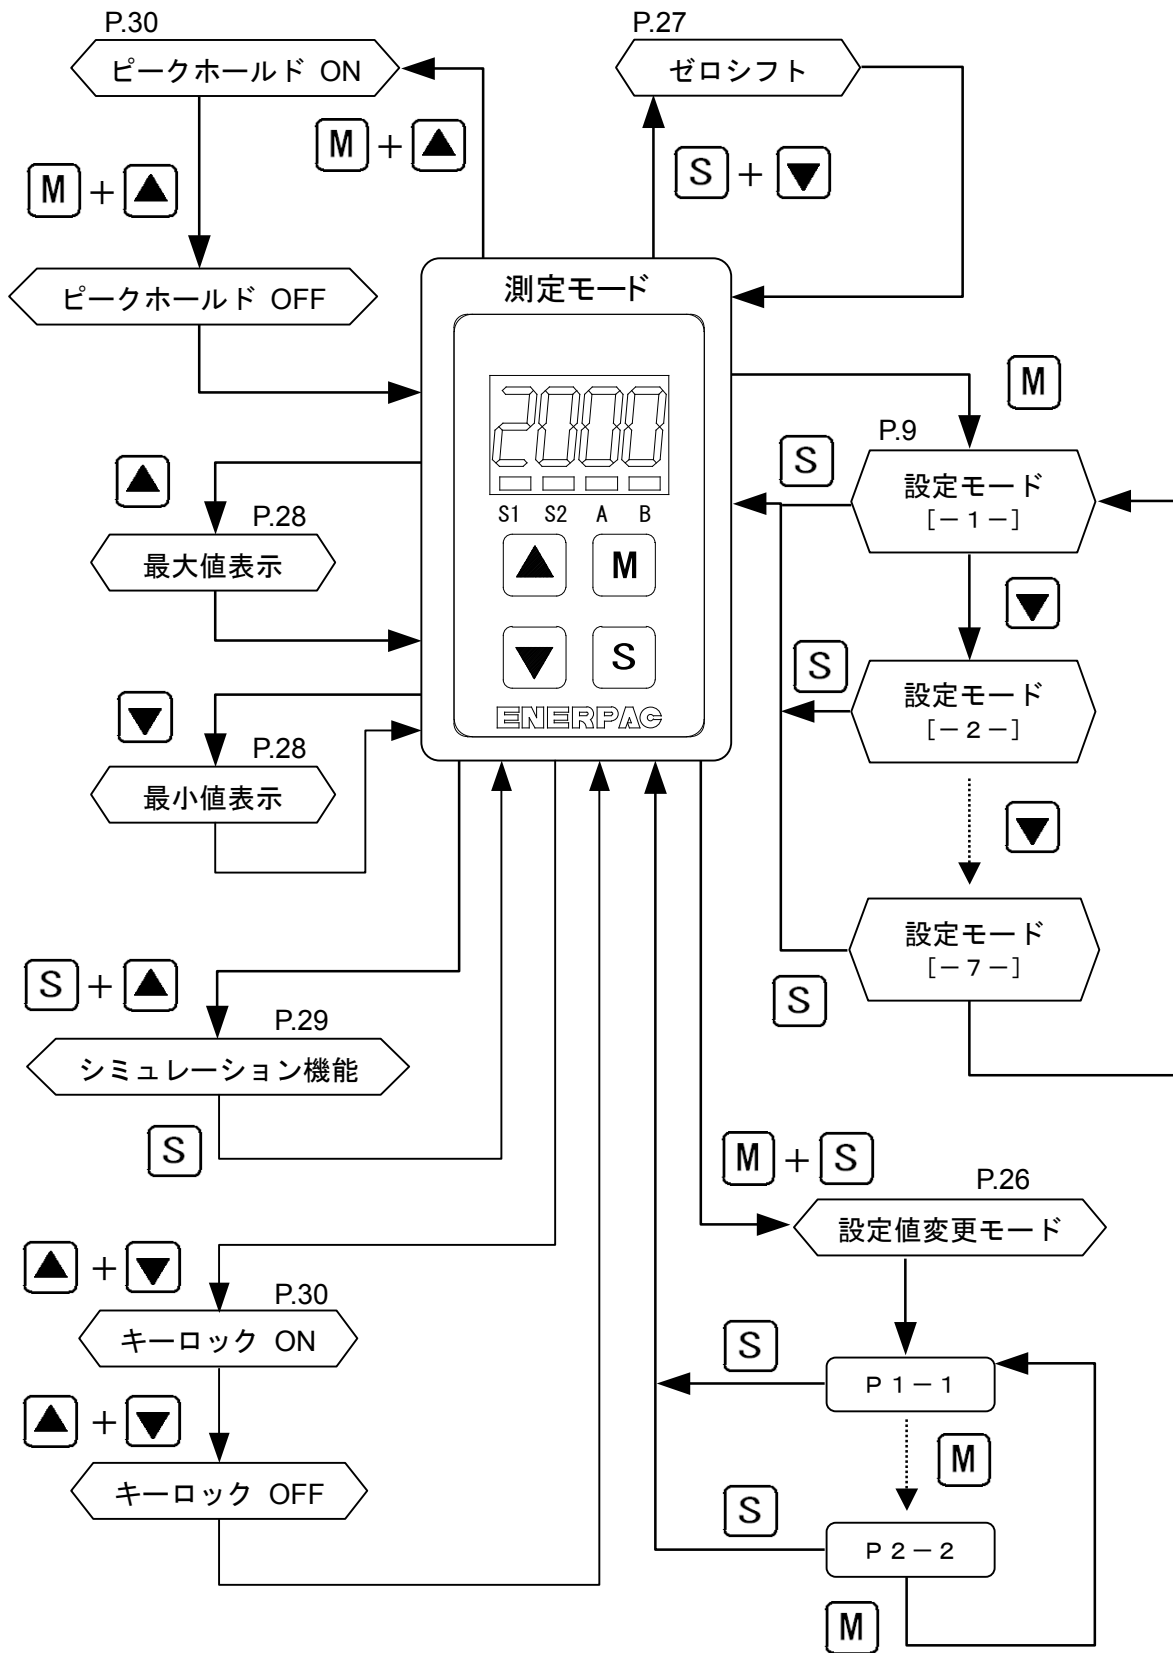 P.30
ピークホールド ON
M + ▲
M + ▲
ピークホールド OFF
P.27
ゼロシフト
S + ▼
測定モード
2000
S1 S2 A B
▲ M
▼ S
ENERPAC
▲
P.28
最大値表示
▼
P.28
最小値表示
M
P.9
S
設定モード
[-1-]
▼
S
設定モード
[-2-]
▼
設定モード
[-7-]
S
S + ▲
P.29
シミュレーション機能
S
▲ + ▼
P.30
キーロック ON
▲ + ▼
キーロック OFF
M + S
P.26
設定値変更モード
S
P1-1
M
S
P2-2
M